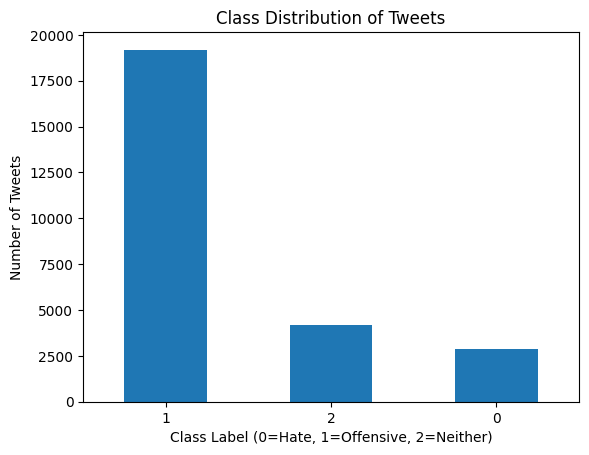 Class Distribution of Tweets
20000
17500
15000
12500
10000
7500
5000
2500
0
Number of Tweets
1 2 0
Class Label (0=Hate, 1=Offensive, 2=Neither)